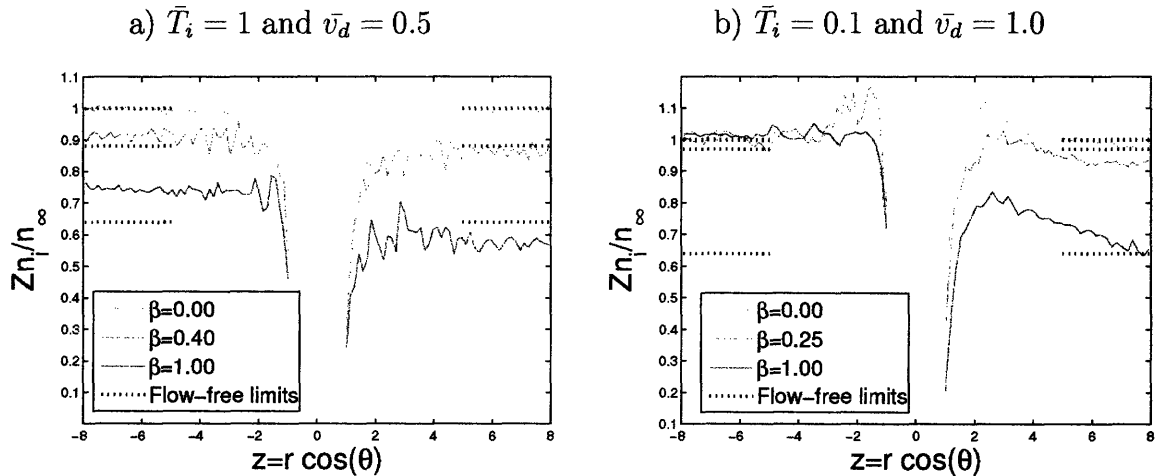 a) T̄_i = 1 and v̄_d = 0.5
1.1
1
0.9
0.8
0.7
0.6
0.5
0.4
0.3
0.2
0.1
Zn_i/n_∞
β=0.00
β=0.40
β=1.00
Flow-free limits
-8 -6 -4 -2 0 2 4 6 8
z=r cos(θ)
b) T̄_i = 0.1 and v̄_d = 1.0
1.1
1
0.9
0.8
0.7
0.6
0.5
0.4
0.3
0.2
0.1
Zn_i/n_∞
β=0.00
β=0.25
β=1.00
Flow-free limits
-8 -6 -4 -2 0 2 4 6 8
z=r cos(θ)